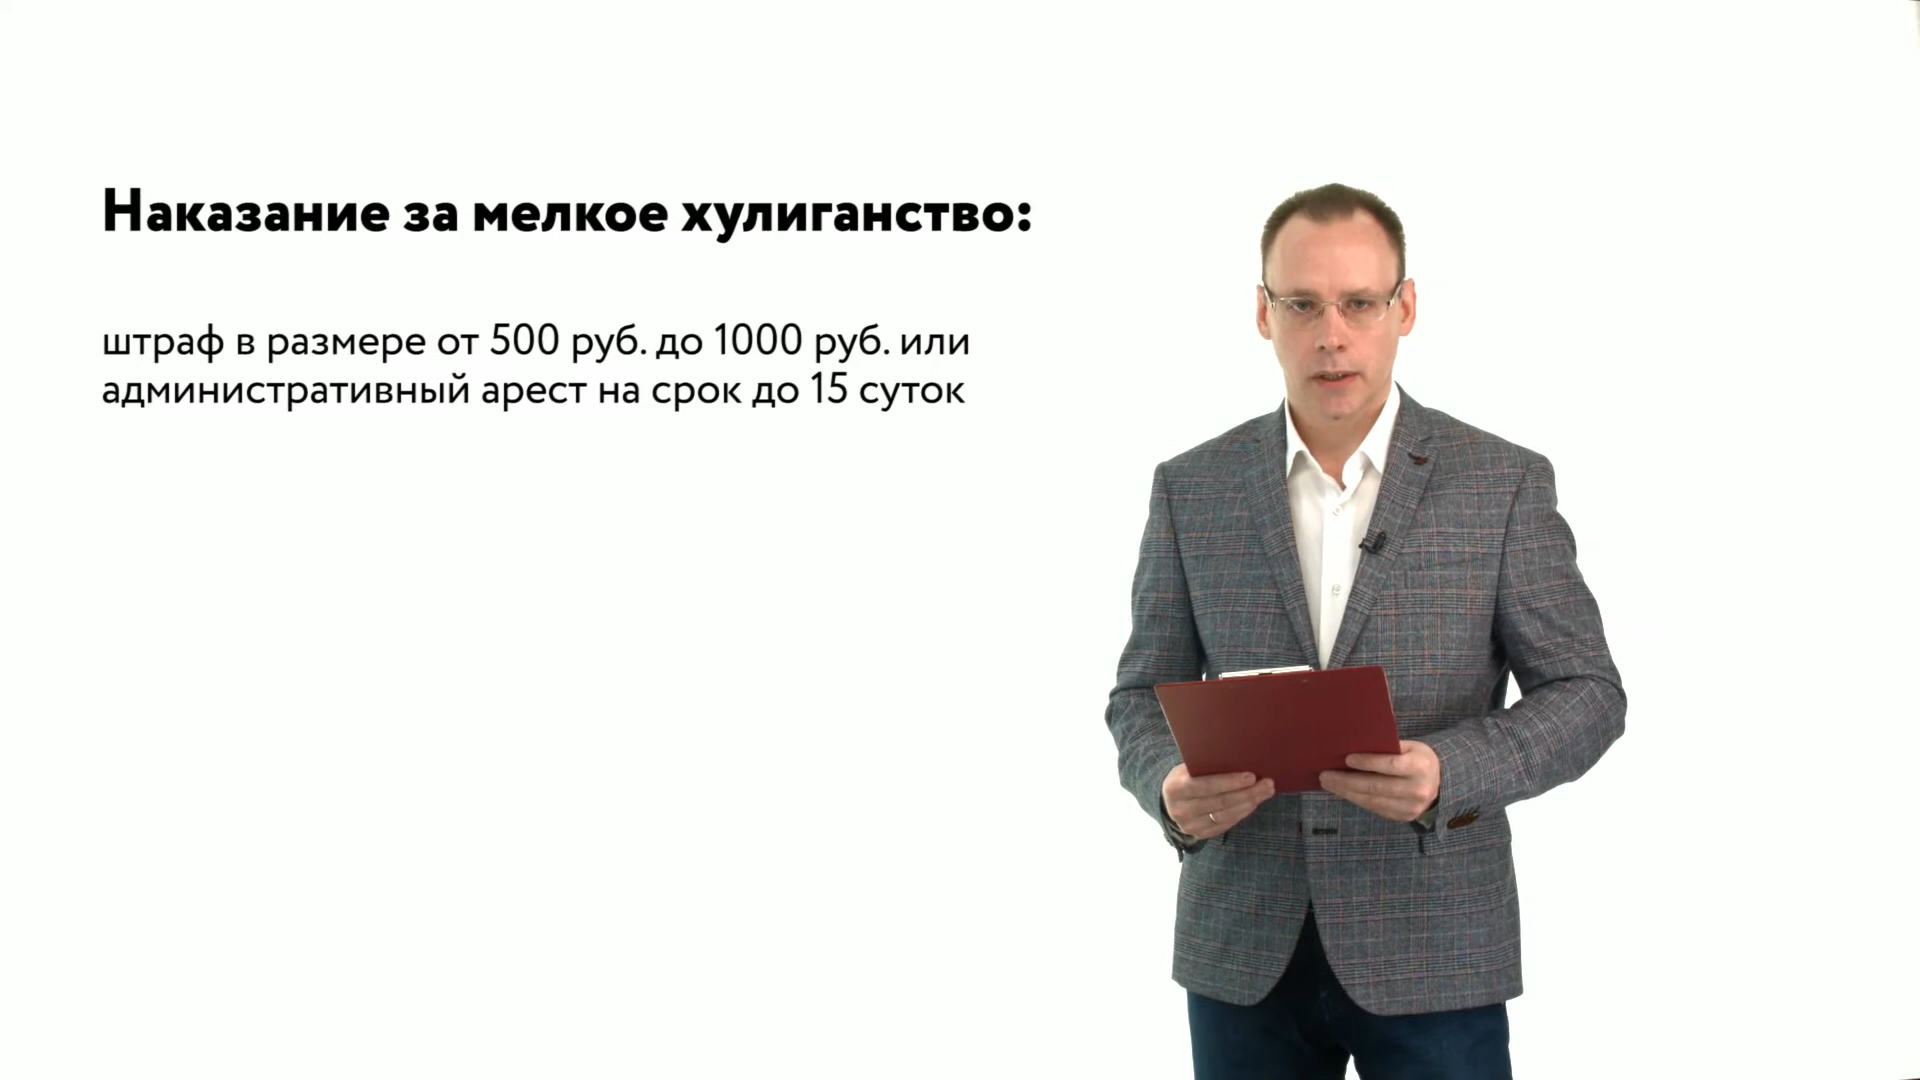 Наказание за мелкое хулиганство:
штраф в размере от 500 руб. до 1000 руб. или
административный арест на срок до 15 суток